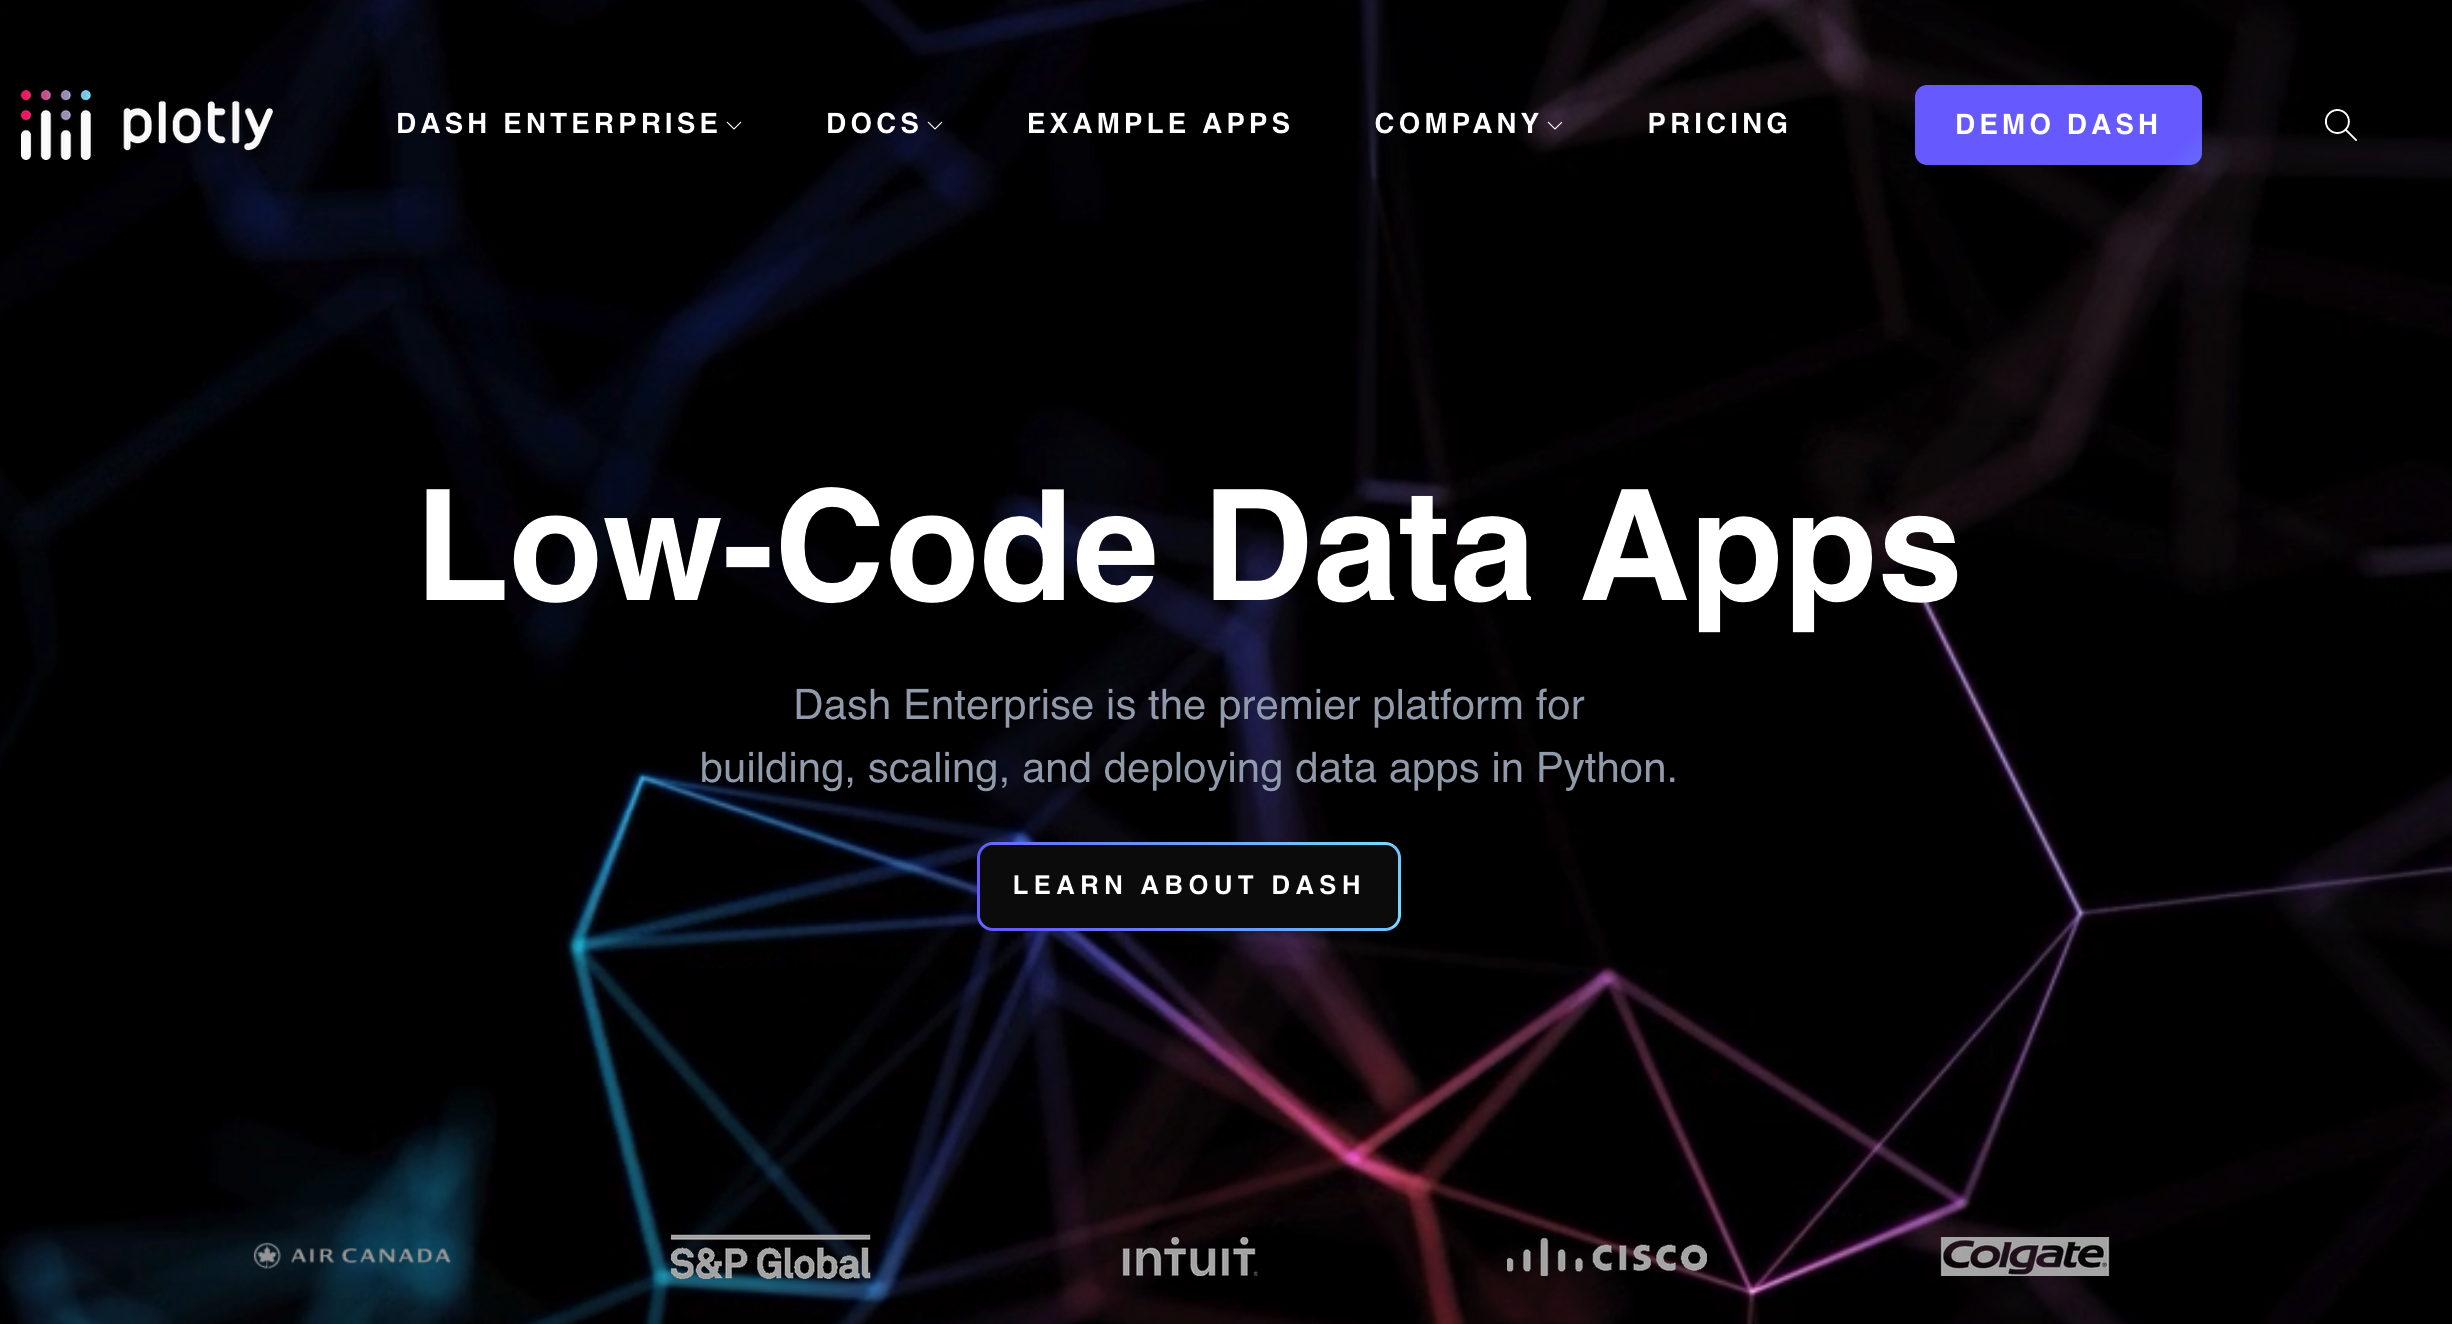 plotly
DASH ENTERPRISE
DOCS
EXAMPLE APPS
COMPANY
PRICING
DEMO DASH
Low-Code Data Apps
Dash Enterprise is the premier platform for
building, scaling, and deploying data apps in Python.
LEARN ABOUT DASH
AIR CANADA
S&P Global
intuit
CISCO
Colgate